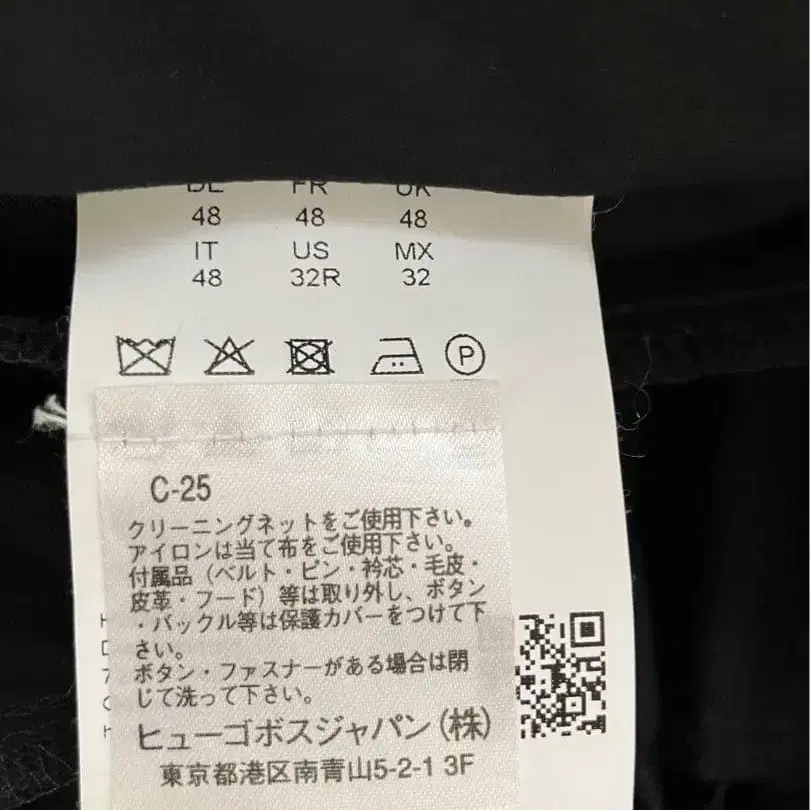 DE FR UK
48 48 48
IT US MX
48 32R 32
P
C-25
クリーニングネットをご使用下さい。
アイロンは当て布をご使用下さい。
付属品（ベルト・ピン・衿芯・毛皮・
皮革・フード）等は取り外し、ボタン
・バックル等は保護カバーをつけて下
さい。
ボタン・ファスナーがある場合は閉
じて洗って下さい。
ヒューゴボスジャパン（株）
東京都港区南青山5-2-1 3F